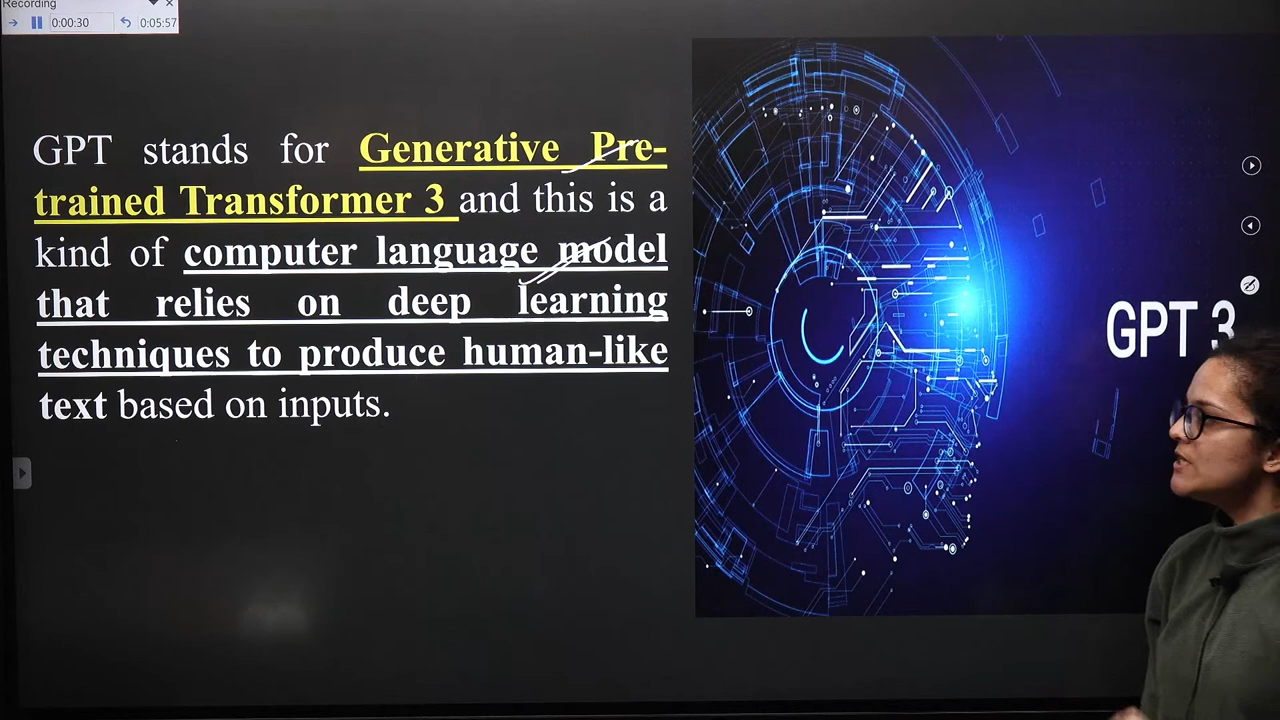 Recording
0:00:30
0:05:57
GPT stands for Generative Pre-
trained Transformer 3 and this is a
kind of computer language model
that relies on deep learning
techniques to produce human-like
text based on inputs.
GPT 3